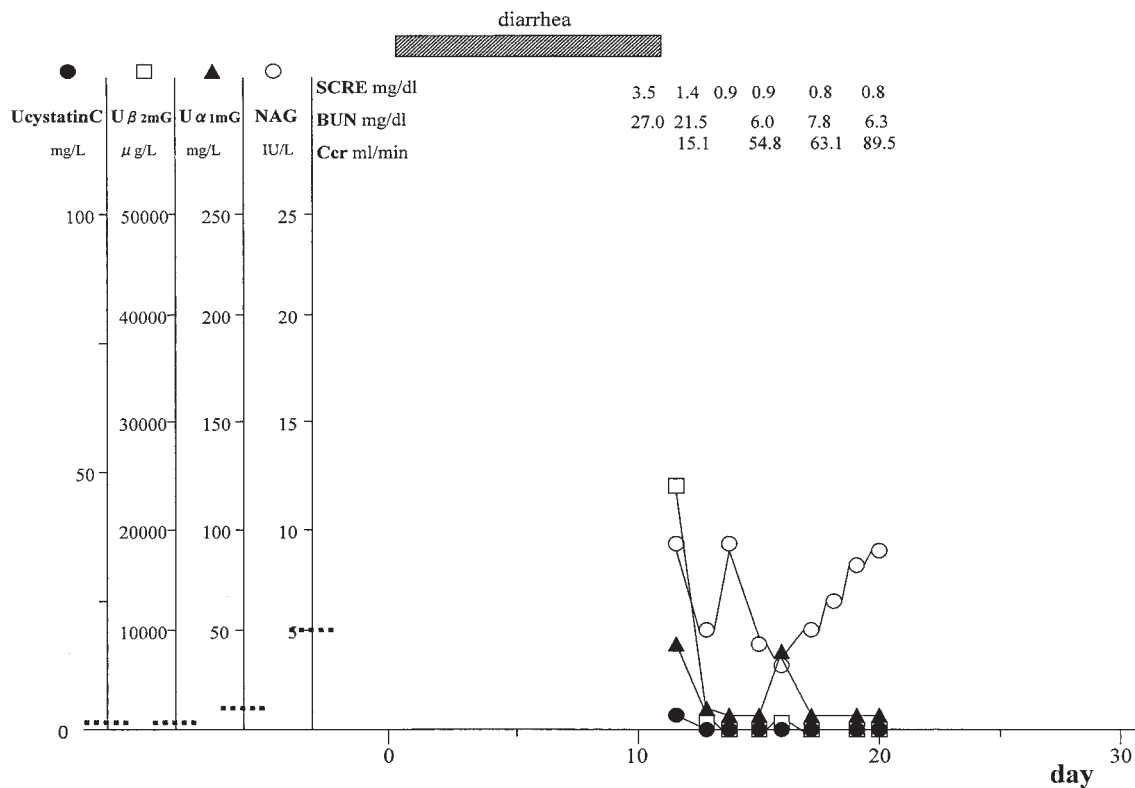 diarrhea
SCRE mg/dl 3.5 1.4 0.9 0.9 0.8 0.8
UcystatinC Uβ2mG Uα1mG NAG BUN mg/dl 27.0 21.5 6.0 7.8 6.3
mg/L μg/L mg/L IU/L Ccr ml/min 15.1 54.8 63.1 89.5
100 50000 250 25
40000 200 20
30000 150 15
50
20000 100 10
10000 50 5
0
0 10 20 30
day